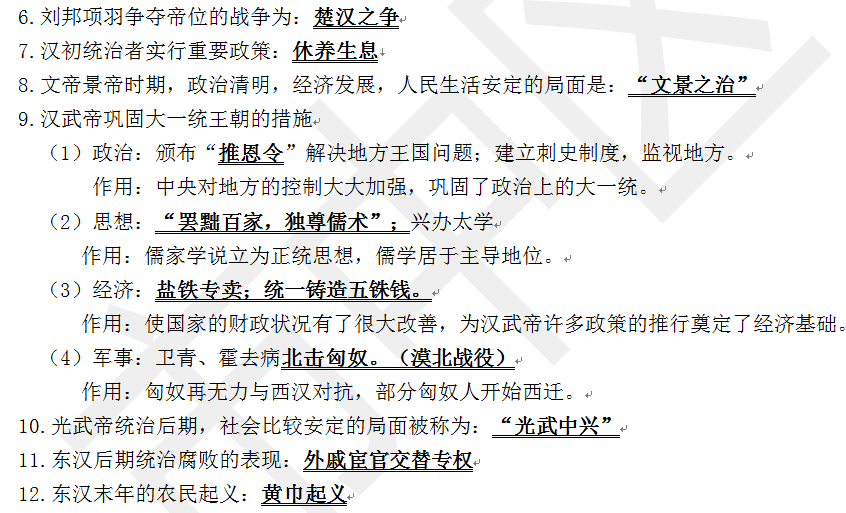 6.刘邦项羽争夺帝位的战争为：楚汉之争
7.汉初统治者实行重要政策：休养生息
8.文帝景帝时期，政治清明，经济发展，人民生活安定的局面是：“文景之治”
9.汉武帝巩固大一统王朝的措施
（1）政治：颁布“推恩令”解决地方王国问题；建立刺史制度，监视地方。
作用：中央对地方的控制大大加强，巩固了政治上的大一统。
（2）思想：“罢黜百家，独尊儒术”；兴办太学
作用：儒家学说立为正统思想，儒学居于主导地位。
（3）经济：盐铁专卖；统一铸造五铢钱。
作用：使国家的财政状况有了很大改善，为汉武帝许多政策的推行奠定了经济基础。
（4）军事：卫青、霍去病北击匈奴。（漠北战役）
作用：匈奴再无力与西汉对抗，部分匈奴人开始西迁。
10.光武帝统治后期，社会比较安定的局面被称为：“光武中兴”
11.东汉后期统治腐败的表现：外戚宦官交替专权
12.东汉末年的农民起义：黄巾起义